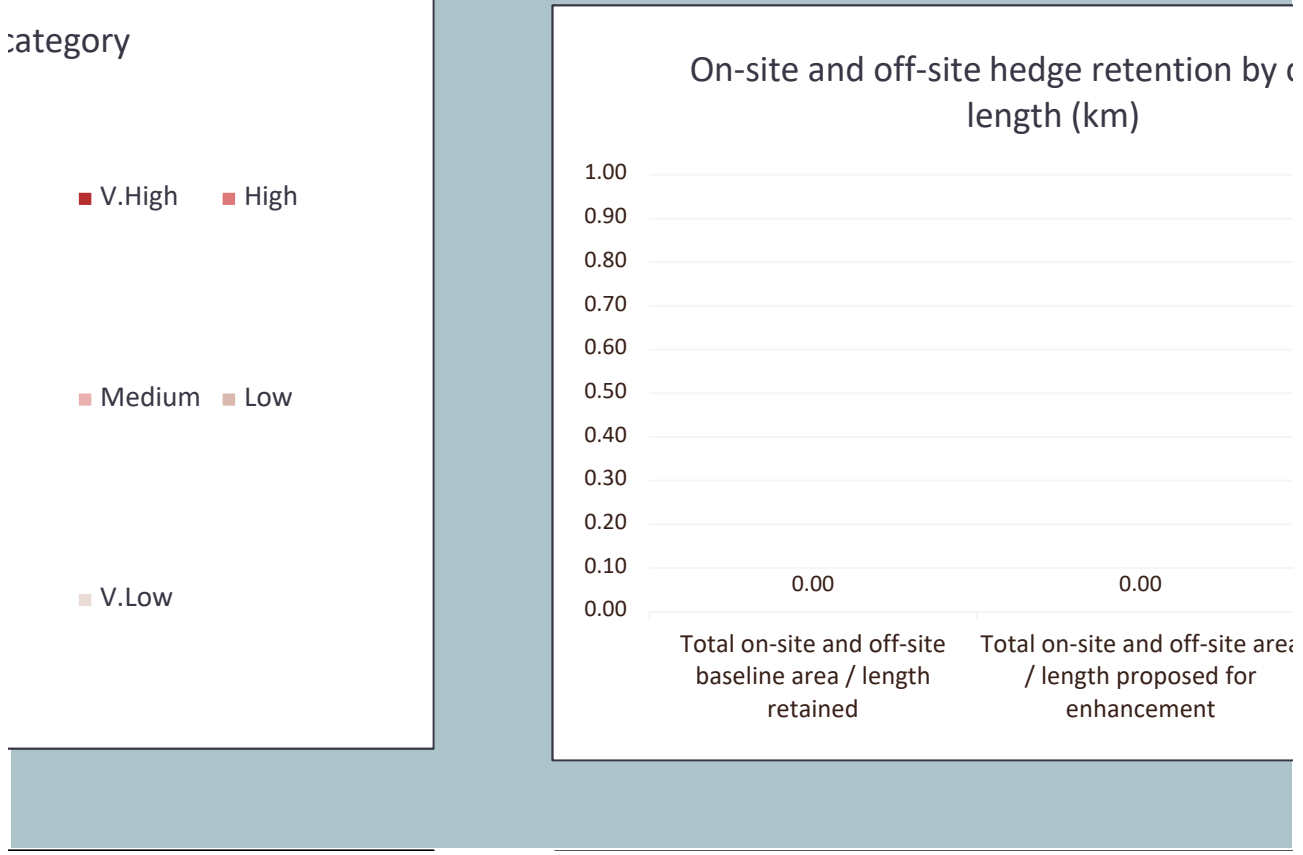 category
V.High
High
Medium
Low
V.Low
On-site and off-site hedge retention by
length (km)
1.00
0.90
0.80
0.70
0.60
0.50
0.40
0.30
0.20
0.10
0.00
0.00
0.00
Total on-site and off-site
baseline area / length
retained
Total on-site and off-site area
/ length proposed for
enhancement